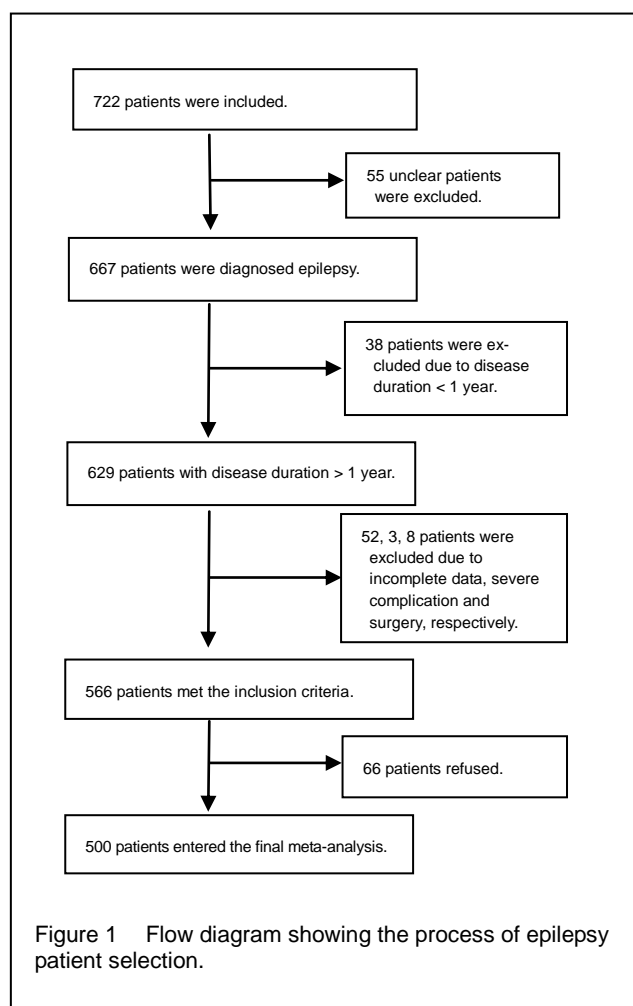 722 patients were included.
55 unclear patients
were excluded.
667 patients were diagnosed epilepsy.
38 patients were ex-
cluded due to disease
duration < 1 year.
629 patients with disease duration > 1 year.
52, 3, 8 patients were
excluded due to
incomplete data, severe
complication and
surgery, respectively.
566 patients met the inclusion criteria.
66 patients refused.
500 patients entered the final meta-analysis.
Figure 1 Flow diagram showing the process of epilepsy
patient selection.